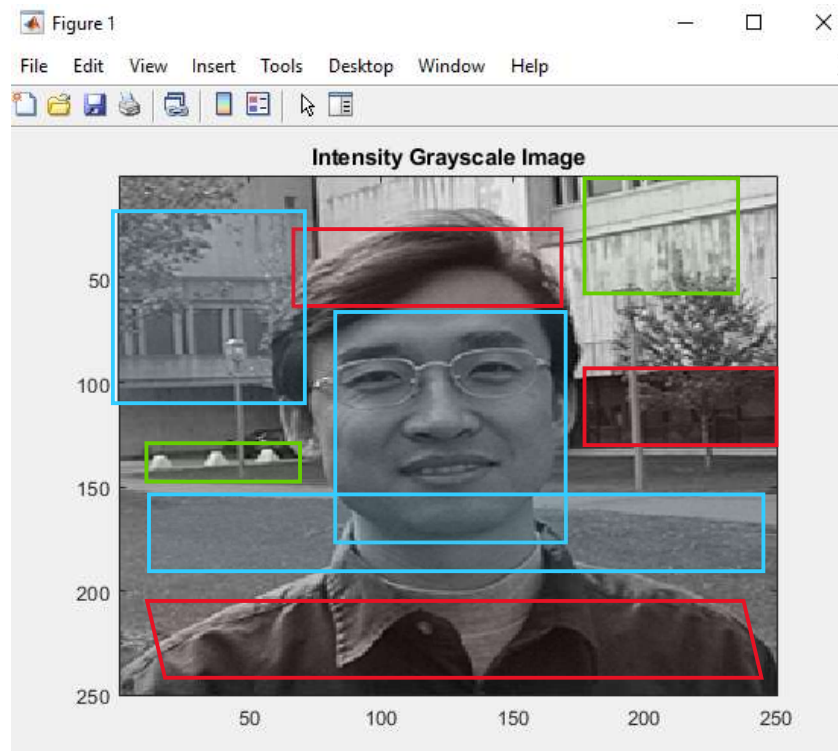 Figure 1
File Edit View Insert Tools Desktop Window Help
Intensity Grayscale Image
50
100
150
200
250
50 100 150 200 250